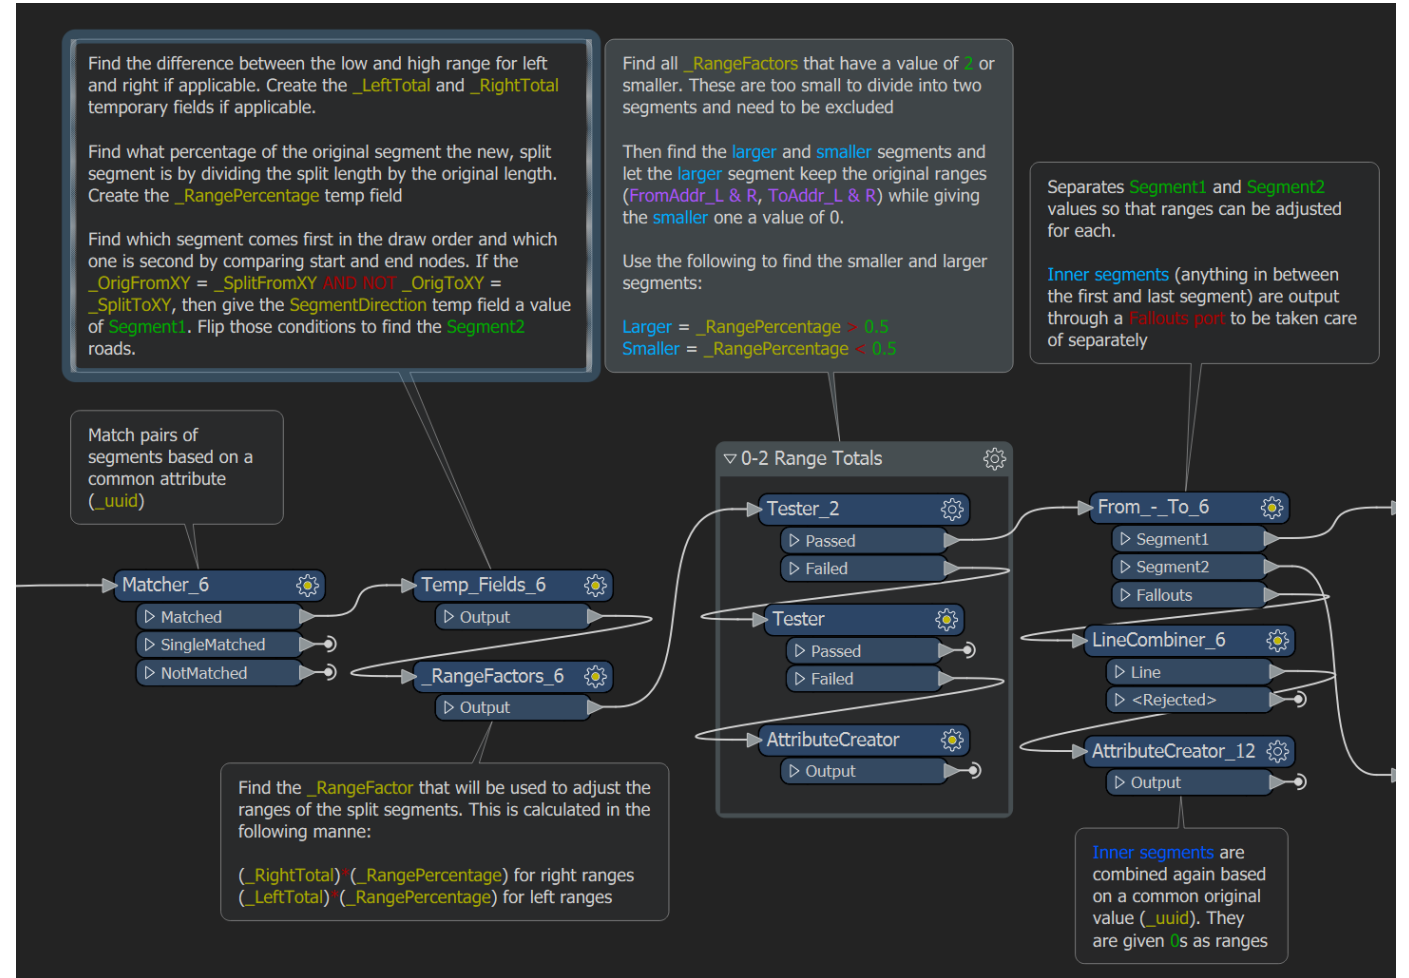 Find the difference between the low and high range for left
and right if applicable. Create the _LeftTotal and _RightTotal
temporary fields if applicable.
Find what percentage of the original segment the new, split
segment is by dividing the split length by the original length.
Create the _RangePercentage temp field
Find which segment comes first in the draw order and which
one is second by comparing start and end nodes. If the
_OrigFromXY = _SplitFromXY AND NOT _OrigToXY =
_SplitToXY, then give the SegmentDirection temp field a value
of Segment1. Flip those conditions to find the Segment2
roads.
Find all _RangeFactors that have a value of 2 or
smaller. These are too small to divide into two
segments and need to be excluded
Then find the larger and smaller segments and
let the larger segment keep the original ranges
(FromAddr_L & R, ToAddr_L & R) while giving
the smaller one a value of 0.
Use the following to find the smaller and larger
segments:
Larger = _RangePercentage > 0.5
Smaller = _RangePercentage < 0.5
Separates Segment1 and Segment2
values so that ranges can be adjusted
for each.
Inner segments (anything in between
the first and last segment) are output
through a Fallouts port to be taken care
of separately
Match pairs of
segments based on a
common attribute
(_uuid)
Matcher_6
Matched
SingleMatched
NotMatched
Temp_Fields_6
Output
_RangeFactors_6
Output
0-2 Range Totals
Tester_2
Passed
Failed
Tester
Passed
Failed
AttributeCreator
Output
From_-_To_6
Segment1
Segment2
Fallouts
LineCombiner_6
Line
<Rejected>
AttributeCreator_12
Output
Find the _RangeFactor that will be used to adjust the
ranges of the split segments. This is calculated in the
following manne:
(_RightTotal)*(_RangePercentage) for right ranges
(_LeftTotal)*(_RangePercentage) for left ranges
Inner segments are
combined again based
on a common original
value (_uuid). They
are given 0s as ranges